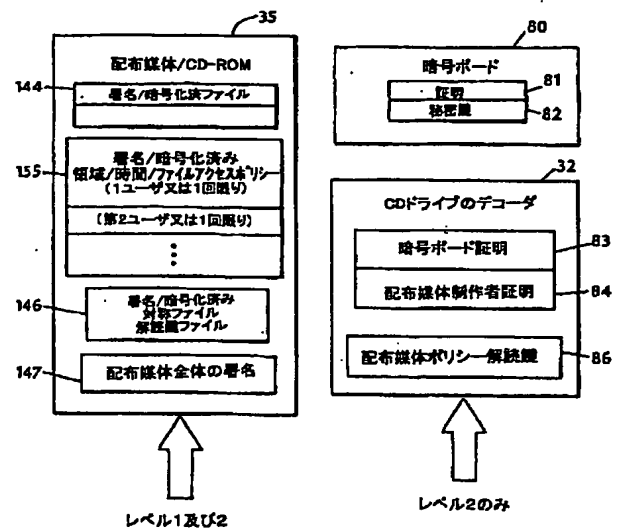 35
配布媒体/CD-ROM
144
署名/暗号化済ファイル
155
署名/暗号化済み
領域/時間/ファイルアクセスポリシー
(1ユーザ又は1回限り)
(第2ユーザ又は1回限り)
146
署名/暗号化済み
対称ファイル
解読鍵ファイル
147
配布媒体全体の署名
レベル1及び2
80
暗号ボード
証明
81
秘密鍵
82
32
CDドライブのデコーダ
暗号ボード証明
83
配布媒体制作者証明
84
配布媒体ポリシー解読鍵
86
レベル2のみ